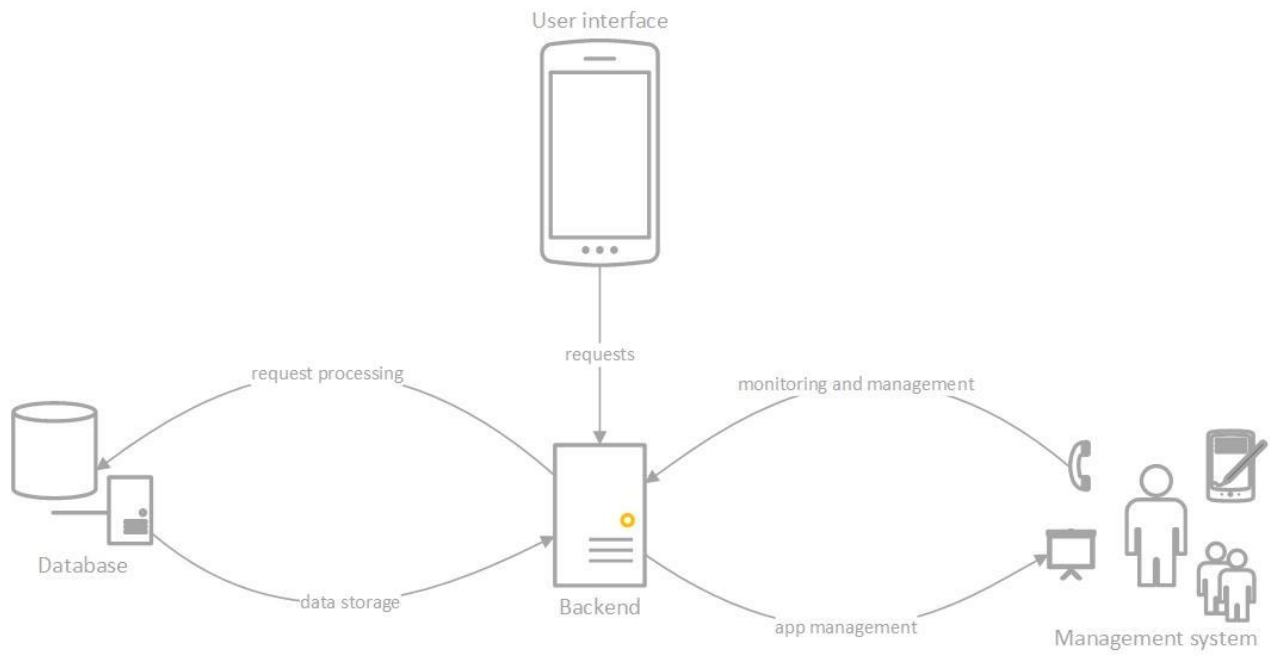 User interface
requests
request processing
monitoring and management
Database
data storage
Backend
app management
Management system